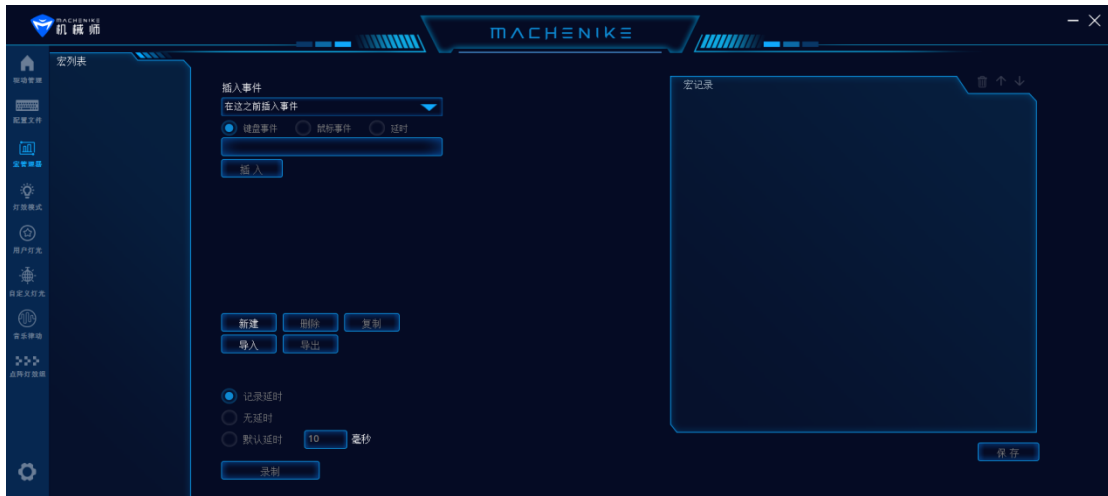 MACHENIKE
机械师
MACHENIKE
驱动管理
配置文件
宏管理器
灯效模式
用户灯光
自定义灯光
音乐律动
点阵灯效编
宏列表
插入事件
在这之前插入事件
键盘事件 鼠标事件 延时
插入
新建 删除 复制
导入 导出
记录延时
无延时
默认延时 10 毫秒
录制
宏记录
保存